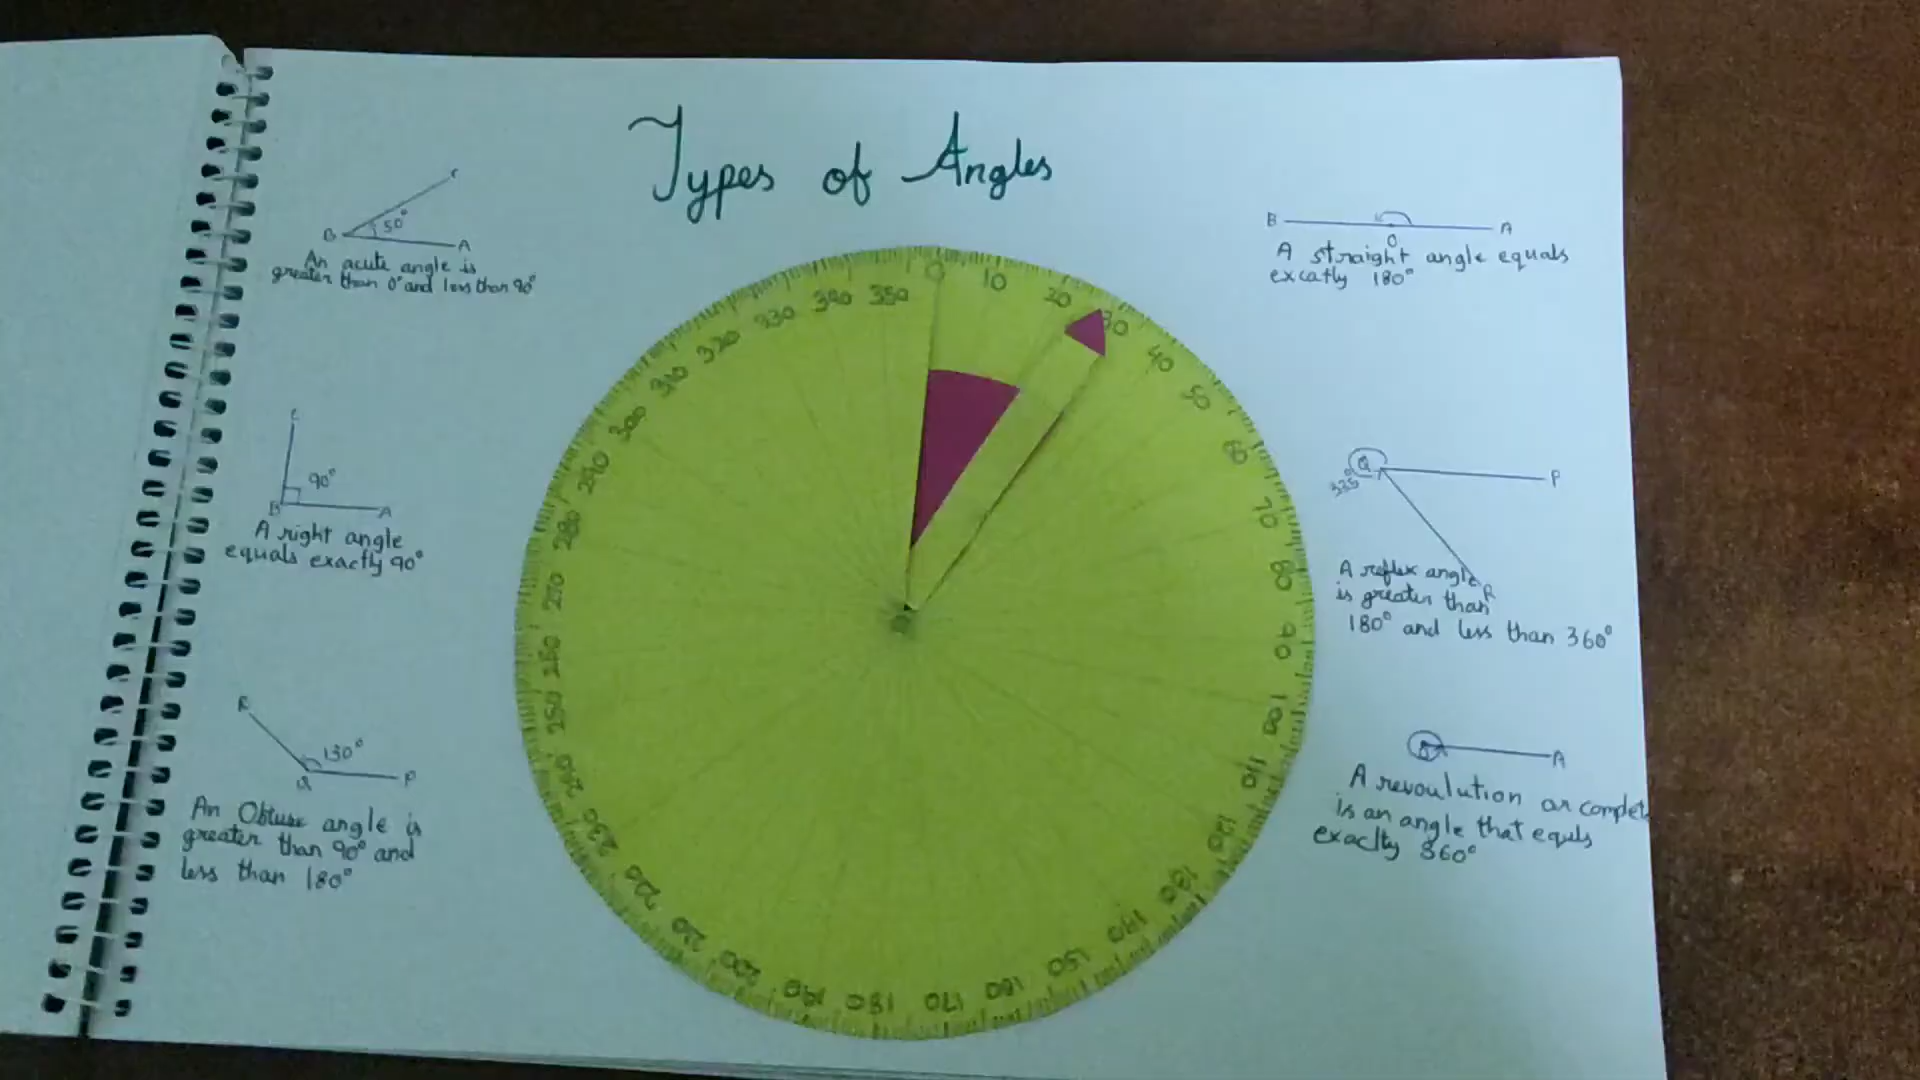 Types of Angles
C
50°
B
A
An acute angle is
greater than 0° and less than 90°
C
90°
B
A
A right angle
equals exactly 90°
R
130°
Q
P
An Obtuse angle is
greater than 90° and
less than 180°
0
10
20
30
40
50
60
70
80
90
100
110
120
130
140
150
160
170
180
190
200
210
220
230
240
250
260
270
280
290
300
310
320
330
340
350
B
A
O
A straight angle equals
excatly 180°
Q
P
335°
R
A reflex angle
is greater than
180° and less than 360°
A
A revoulution or complete
is an angle that equls
exaclty 360°